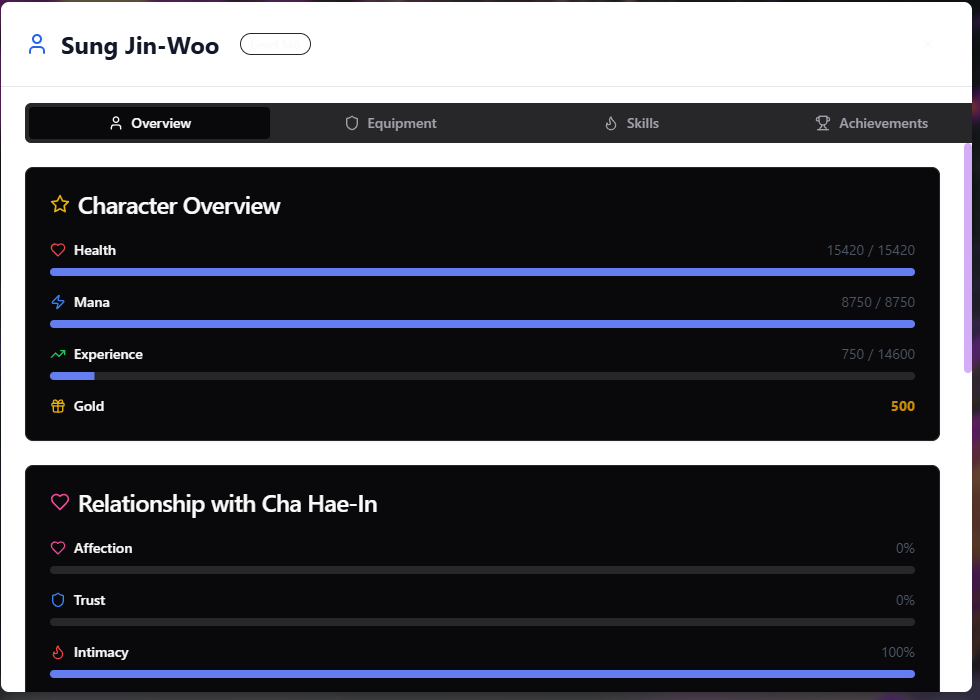 Sung Jin-Woo
Overview
Equipment
Skills
Achievements
Character Overview
Health 15420 / 15420
Mana 8750 / 8750
Experience 750 / 14600
Gold 500
Relationship with Cha Hae-In
Affection 0%
Trust 0%
Intimacy 100%